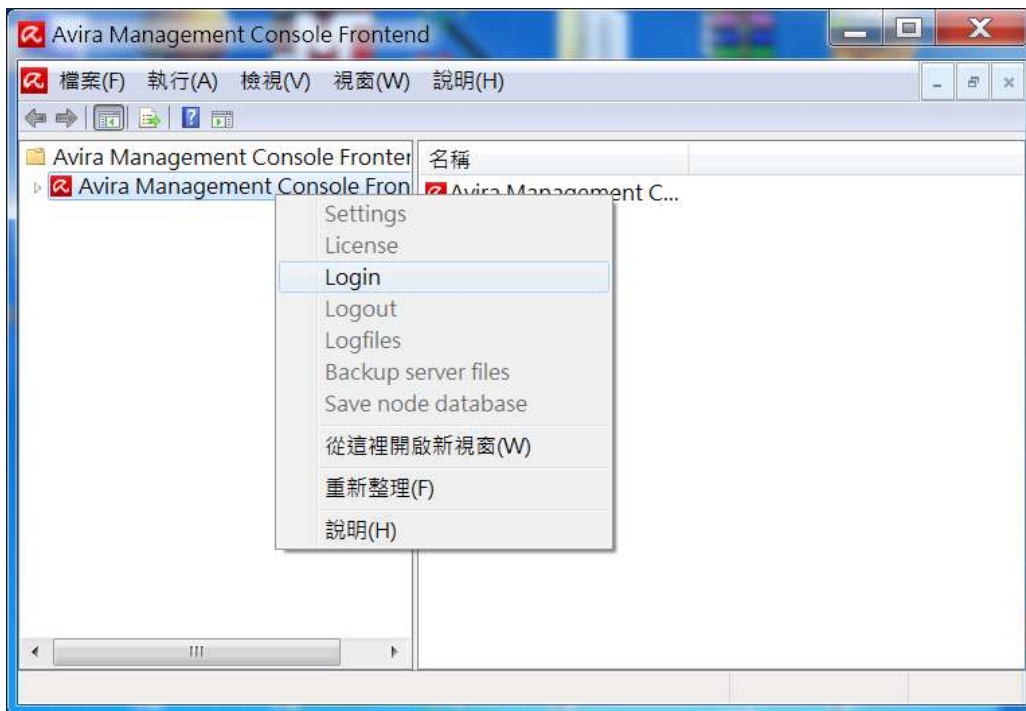 Avira Management Console Frontend
檔案(F) 執行(A) 檢視(V) 視窗(W) 說明(H)
Avira Management Console Fronter
名稱
Avira Management Console Fron
Avira Management C...
Settings
License
Login
Logout
Logfiles
Backup server files
Save node database
從這裡開啟新視窗(W)
重新整理(F)
說明(H)